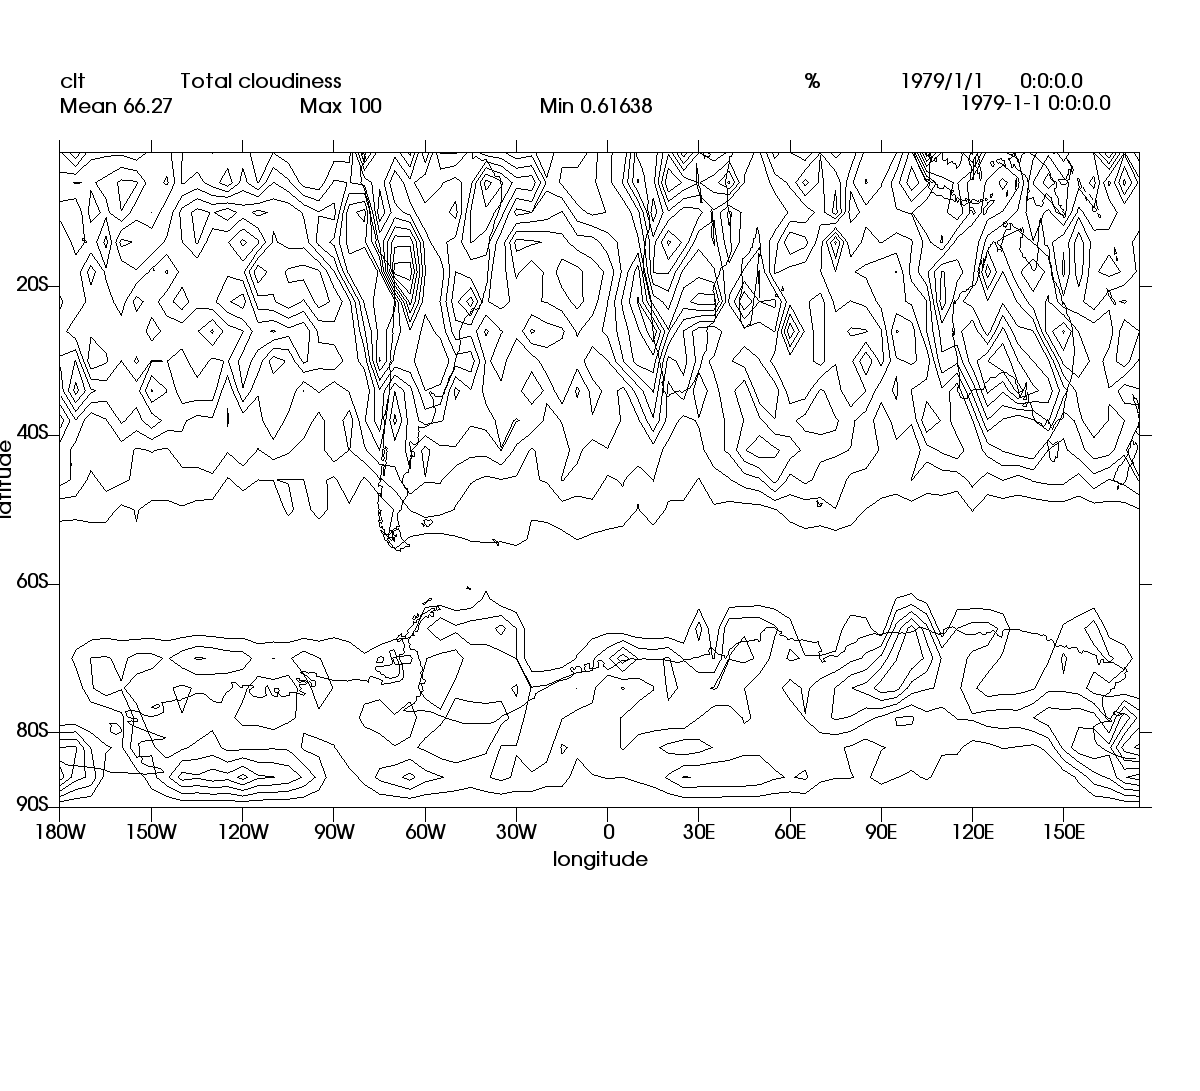 clt Total cloudiness % 1979/1/1 0:0:0.0
Mean 66.27 Max 100 Min 0.61638 1979-1-1 0:0:0.0
20S
40S
latitude
60S
80S
90S
180W 150W 120W 90W 60W 30W 0 30E 60E 90E 120E 150E
longitude